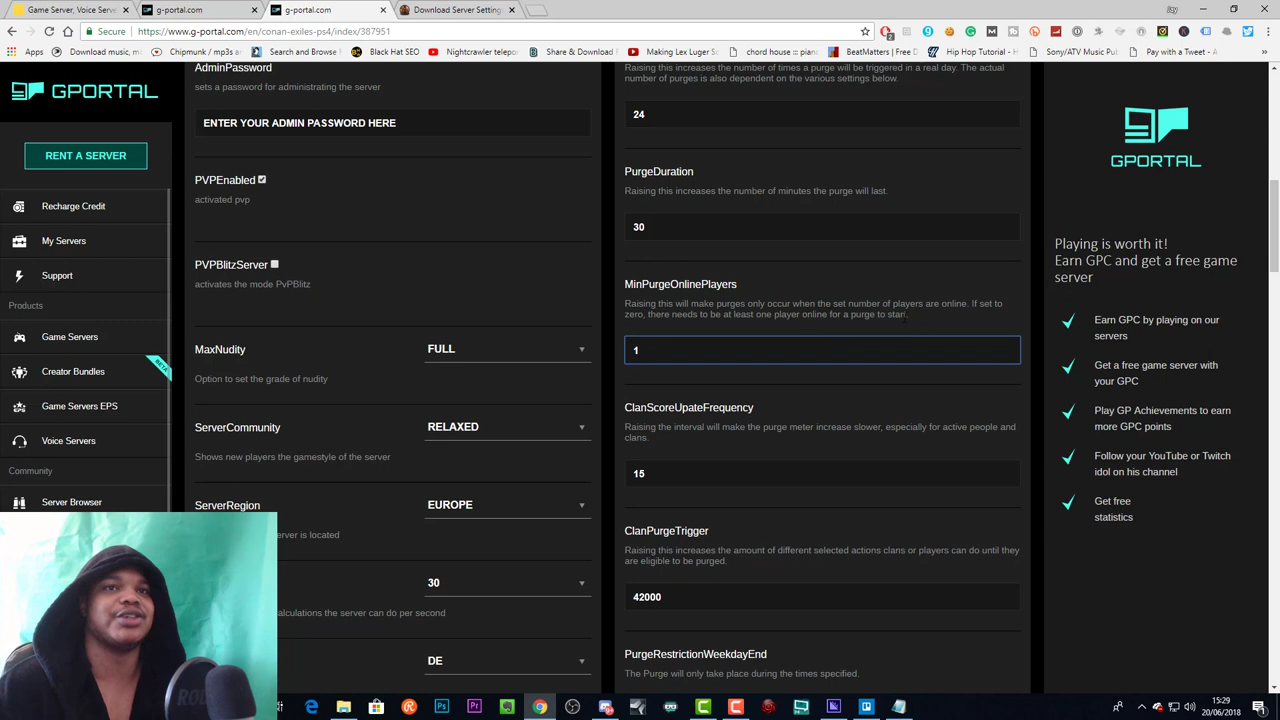 Game Server, Voice Serv
g-portal.com
g-portal.com
Download Server Setting
Secure
https://www.g-portal.com/en/conan-exiles-ps4/index/387951
Apps
Download music, m
Chipmunk / mp3 a
Search and Browse
Black Hat SEO
Nightcrawler telepor
Share & Download
Making Lex Luger f
chord house :: pian
BeatMatters | Free D
Hip Hop Tutorial - H
Sony/ATV Music Pu
Pay with a Tweet - A
GPORTAL
RENT A SERVER
Recharge Credit
My Servers
Support
Products
Game Servers
BETA
Creator Bundles
Game Servers EPS
Voice Servers
Community
Server Browser
AdminPassword
sets a password for administrating the server
ENTER YOUR ADMIN PASSWORD HERE
PVPEnabled
activated pvp
PVPBlitzServer
activates the mode PvPBlitz
MaxNudity
FULL
Option to set the grade of nudity
ServerCommunity
RELAXED
Shows new players the gamestyle of the server
ServerRegion
EUROPE
erver is located
30
alculations the server can do per second
DE
Raising this increases the number of times a purge will be triggered in a real day. The actual
number of purges is also dependent on the various settings below.
24
PurgeDuration
Raising this increases the number of minutes the purge will last.
30
MinPurgeOnlinePlayers
Raising this will make purges only occur when the set number of players are online. If set to
zero, there needs to be at least one player online for a purge to start.
1
ClanScoreUpateFrequency
Raising the interval will make the purge meter increase slower, especially for active people and
clans.
15
ClanPurgeTrigger
Raising this increases the amount of different selected actions clans or players can do until they
are eligible to be purged.
42000
PurgeRestrictionWeekdayEnd
The Purge will only take place during the times specified.
GPORTAL
Playing is worth it!
Earn GPC and get a free game
server
Earn GPC by playing on our
servers
Get a free game server with
your GPC
Play GP Achievements to earn
more GPC points
Follow your YouTube or Twitch
idol on his channel
Get free
statistics
15:29
20/06/2018